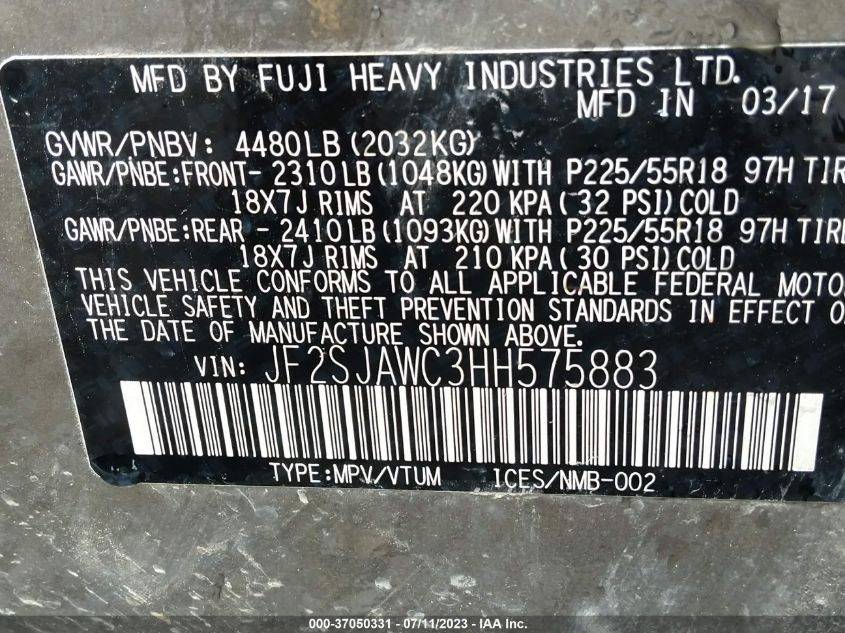 MFD BY FUJI HEAVY INDUSTRIES LTD.
MFD IN 03/17
GVWR/PNBV: 4480LB(2032KG)
GAWR/PNBE:FRONT- 2310LB(1048KG)WITH P225/55R18 97H TIR
18X7J RIMS AT 220 KPA(32 PSI)COLD
GAWR/PNBE:REAR - 2410LB(1093KG)WITH P225/55R18 97H TIRE
18X7J RIMS AT 210 KPA(30 PSI)COLD
THIS VEHICLE CONFORMS TO ALL APPLICABLE FEDERAL MOTO
VEHICLE SAFETY AND THEFT PREVENTION STANDARDS IN EFFECT O
THE DATE OF MANUFACTURE SHOWN ABOVE.
VIN: JF2SJAWC3HH575883
TYPE:MPV/VTUM ICES/NMB-002
000-37050331 - 07/11/2023 - IAA Inc.